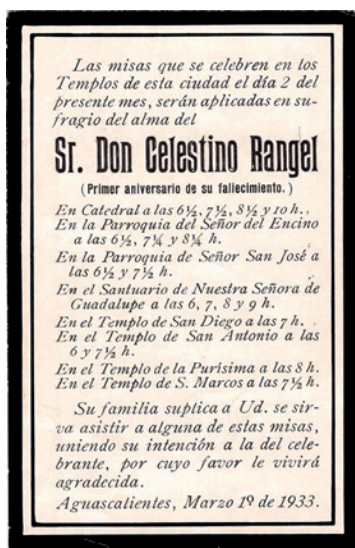 Las misas que se celebren en los
Templos de esta ciudad el día 2 del
presente mes, serán aplicadas en su-
fragio del alma del
Sr. Don Celestino Rangel
(Primer aniversario de su fallecimiento.)
En Catedral a las 6½, 7½, 8½ y 10 h..
En la Parroquia del Señor del Encino
a las 6½, 7¼ y 8¼ h.
En la Parroquia de Señor San José a
las 6½ y 7½ h.
En el Santuario de Nuestra Señora de
Guadalupe a las 6, 7, 8 y 9 h.
En el Templo de San Diego a las 7 h.
En el Templo de San Antonio a las
6 y 7½ h.
En el Templo de la Purísima a las 8 h.
En el Templo de S. Marcos a las 7½ h.
Su familia suplica a Ud. se sir-
va asistir a alguna de estas misas,
uniendo su intención a la del cele-
brante, por cuyo favor le vivirá
agradecida.
Aguascalientes, Marzo 1º de 1933.